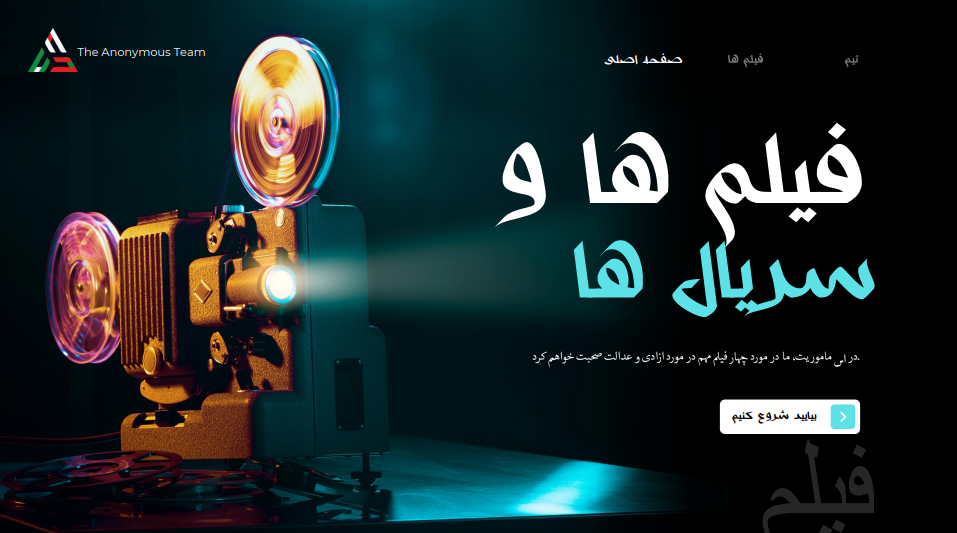 The Anonymous Team
صفحه اصلی
فیلم ها
تیم
فیلم ها و
سریال ها
در این ماموریت، ما در مورد چهار فیلم مهم در مورد ازادی و عدالت صحبت خواهم کرد.
بیایید شروع کنیم
فیلم